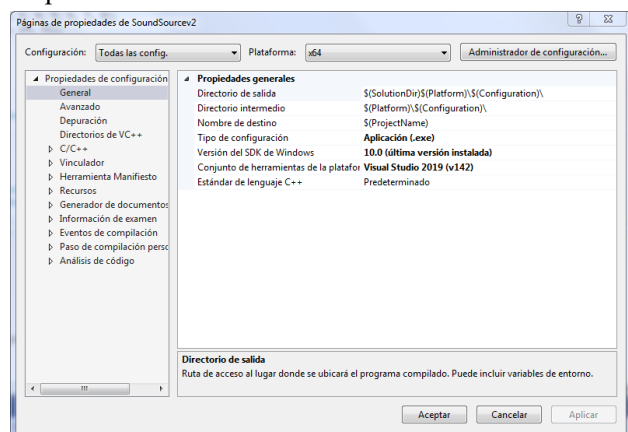 Páginas de propiedades de SoundSourcev2
Configuración: Todas las config. Plataforma: x64 Administrador de configuración...
Propiedades de configuración
General
Avanzado
Depuración
Directorios de VC++
C/C++
Vinculador
Herramienta Manifiesto
Recursos
Generador de documentos
Información de examen
Eventos de compilación
Paso de compilación perso
Análisis de código
Propiedades generales
Directorio de salida $(SolutionDir)$(Platform)\$(Configuration)\
Directorio intermedio $(Platform)\$(Configuration)\
Nombre de destino $(ProjectName)
Tipo de configuración Aplicación (.exe)
Versión del SDK de Windows 10.0 (última versión instalada)
Conjunto de herramientas de la platafor Visual Studio 2019 (v142)
Estándar de lenguaje C++ Predeterminado
Directorio de salida
Ruta de acceso al lugar donde se ubicará el programa compilado. Puede incluir variables de entorno.
Aceptar Cancelar Aplicar